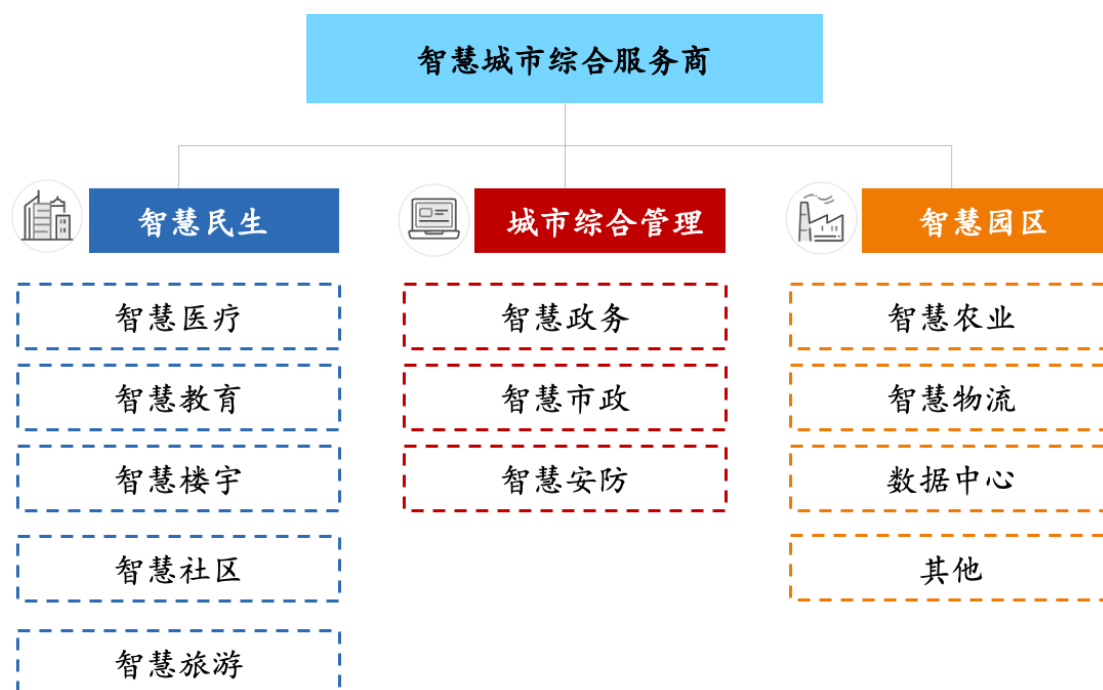 智慧城市综合服务商
智慧民生
智慧医疗
智慧教育
智慧楼宇
智慧社区
智慧旅游
城市综合管理
智慧政务
智慧市政
智慧安防
智慧园区
智慧农业
智慧物流
数据中心
其他